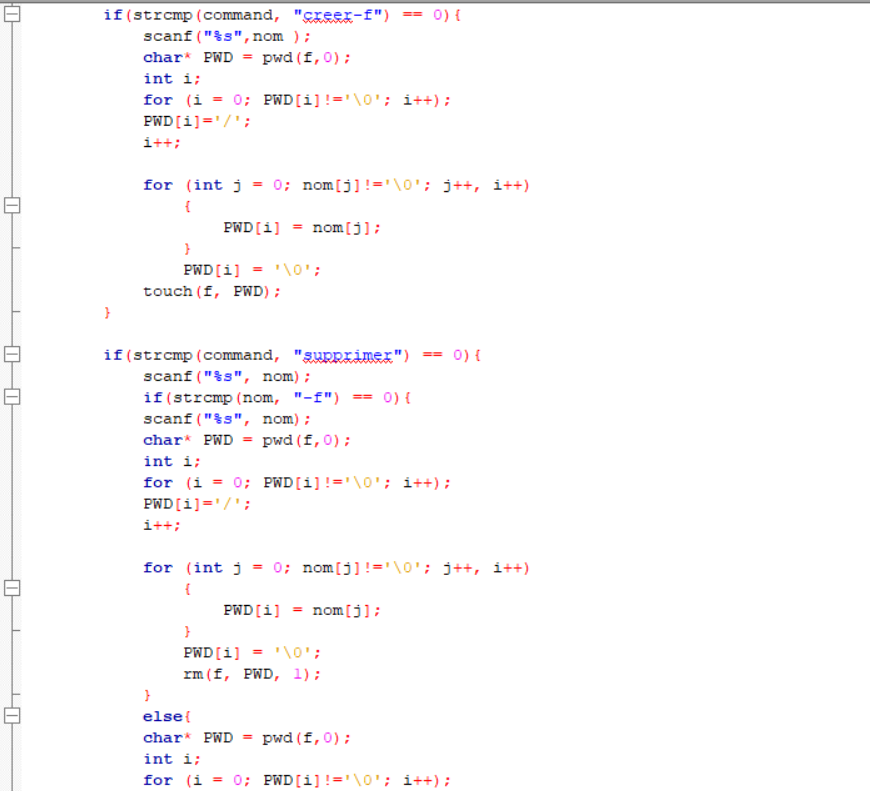 if(strcmp(command, "creer-f") == 0){
scanf("%s",nom );
char* PWD = pwd(f,0);
int i;
for (i = 0; PWD[i]!='\0'; i++);
PWD[i]='/';
i++;
for (int j = 0; nom[j]!='\0'; j++, i++)
{
PWD[i] = nom[j];
}
PWD[i] = '\0';
touch(f, PWD);
}
if(strcmp(command, "supprimer") == 0){
scanf("%s", nom);
if(strcmp(nom, "-f") == 0){
scanf("%s", nom);
char* PWD = pwd(f,0);
int i;
for (i = 0; PWD[i]!='\0'; i++);
PWD[i]='/';
i++;
for (int j = 0; nom[j]!='\0'; j++, i++)
{
PWD[i] = nom[j];
}
PWD[i] = '\0';
rm(f, PWD, 1);
}
else{
char* PWD = pwd(f,0);
int i;
for (i = 0; PWD[i]!='\0'; i++);